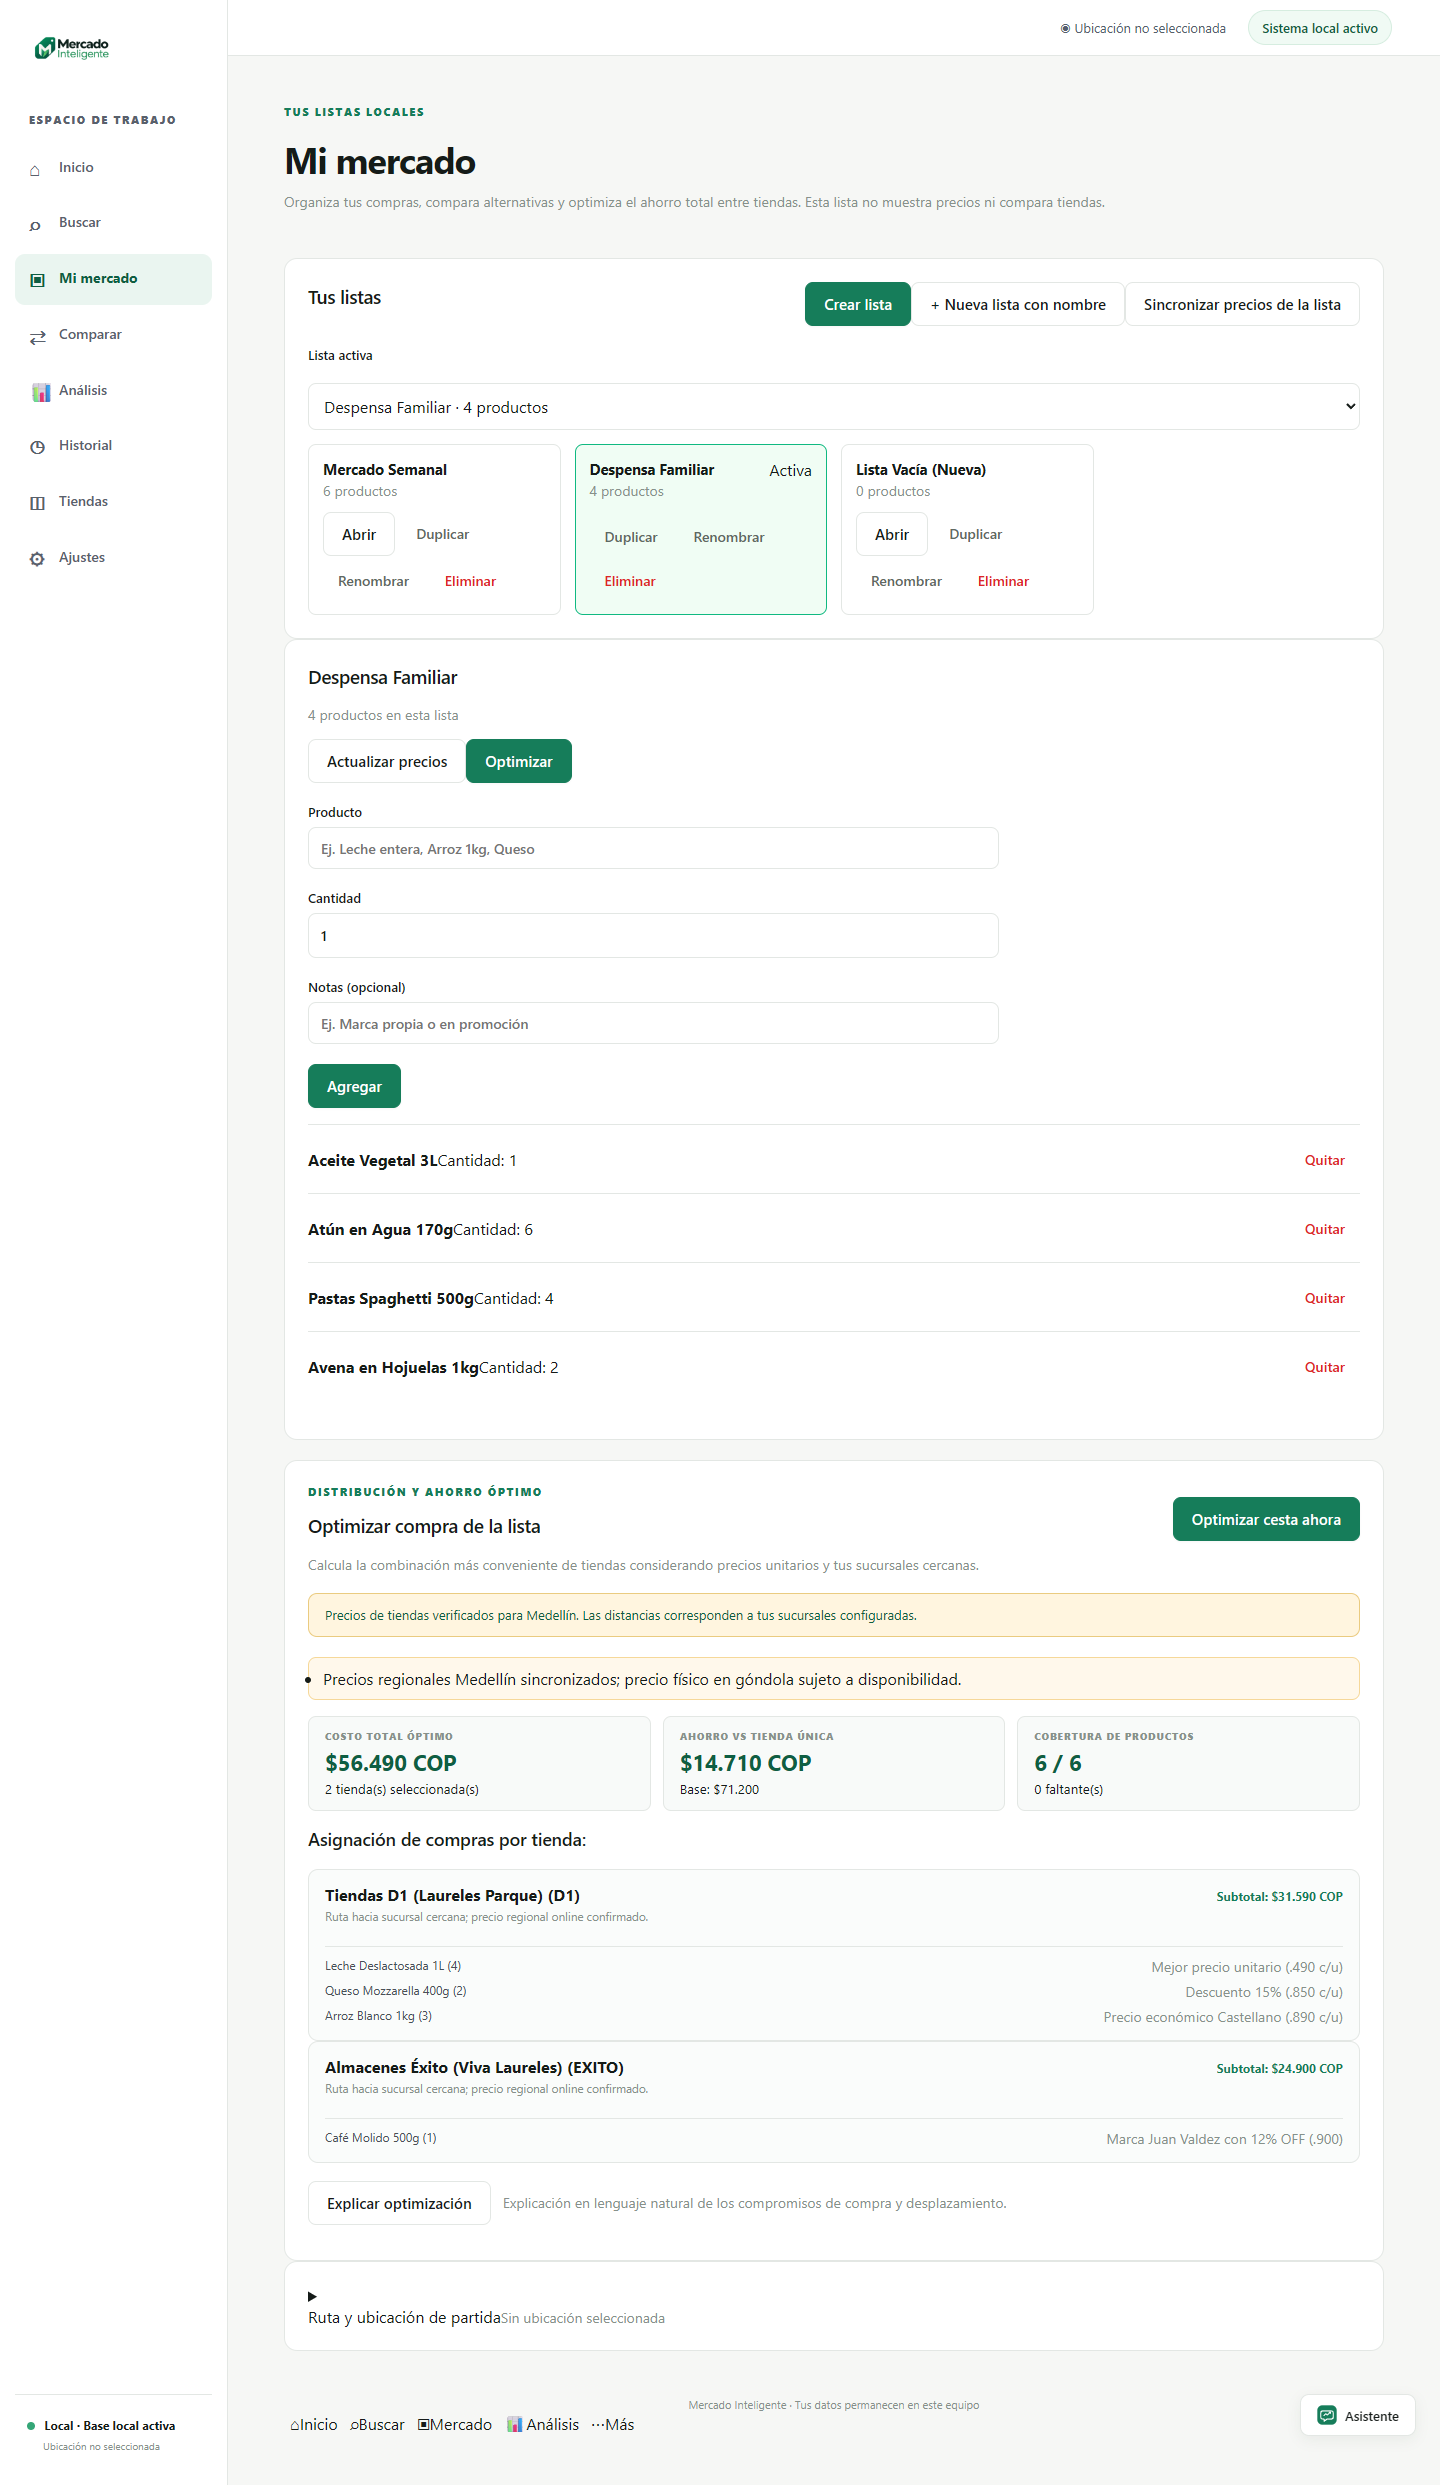 Mercado
Inteligente
ESPACIO DE TRABAJO
Inicio
Buscar
Mi mercado
Comparar
Análisis
Historial
Tiendas
Ajustes
Local · Base local activa
Ubicación no seleccionada
Ubicación no seleccionada
Sistema local activo
TUS LISTAS LOCALES
Mi mercado
Organiza tus compras, compara alternativas y optimiza el ahorro total entre tiendas. Esta lista no muestra precios ni compara tiendas.
Tus listas
Crear lista
+ Nueva lista con nombre
Sincronizar precios de la lista
Lista activa
Despensa Familiar · 4 productos
Mercado Semanal
6 productos
Abrir Duplicar
Renombrar Eliminar
Despensa Familiar Activa
4 productos
Duplicar Renombrar
Eliminar
Lista Vacía (Nueva)
0 productos
Abrir Duplicar
Renombrar Eliminar
Despensa Familiar
4 productos en esta lista
Actualizar precios Optimizar
Producto
Ej. Leche entera, Arroz 1kg, Queso
Cantidad
1
Notas (opcional)
Ej. Marca propia o en promoción
Agregar
Aceite Vegetal 3LCantidad: 1 Quitar
Atún en Agua 170gCantidad: 6 Quitar
Pastas Spaghetti 500gCantidad: 4 Quitar
Avena en Hojuelas 1kgCantidad: 2 Quitar
DISTRIBUCIÓN Y AHORRO ÓPTIMO
Optimizar compra de la lista
Optimizar cesta ahora
Calcula la combinación más conveniente de tiendas considerando precios unitarios y tus sucursales cercanas.
Precios de tiendas verificados para Medellín. Las distancias corresponden a tus sucursales configuradas.
• Precios regionales Medellín sincronizados; precio físico en góndola sujeto a disponibilidad.
COSTO TOTAL ÓPTIMO
$56.490 COP
2 tienda(s) seleccionada(s)
AHORRO VS TIENDA ÚNICA
$14.710 COP
Base: $71.200
COBERTURA DE PRODUCTOS
6 / 6
0 faltante(s)
Asignación de compras por tienda:
Tiendas D1 (Laureles Parque) (D1) Subtotal: $31.590 COP
Ruta hacia sucursal cercana; precio regional online confirmado.
Leche Deslactosada 1L (4) Mejor precio unitario (.490 c/u)
Queso Mozzarella 400g (2) Descuento 15% (.850 c/u)
Arroz Blanco 1kg (3) Precio económico Castellano (.890 c/u)
Almacenes Éxito (Viva Laureles) (EXITO) Subtotal: $24.900 COP
Ruta hacia sucursal cercana; precio regional online confirmado.
Café Molido 500g (1) Marca Juan Valdez con 12% OFF (.900)
Explicar optimización Explicación en lenguaje natural de los compromisos de compra y desplazamiento.
Ruta y ubicación de partidaSin ubicación seleccionada
Mercado Inteligente · Tus datos permanecen en este equipo
Inicio Buscar Mercado Análisis ···Más
Asistente